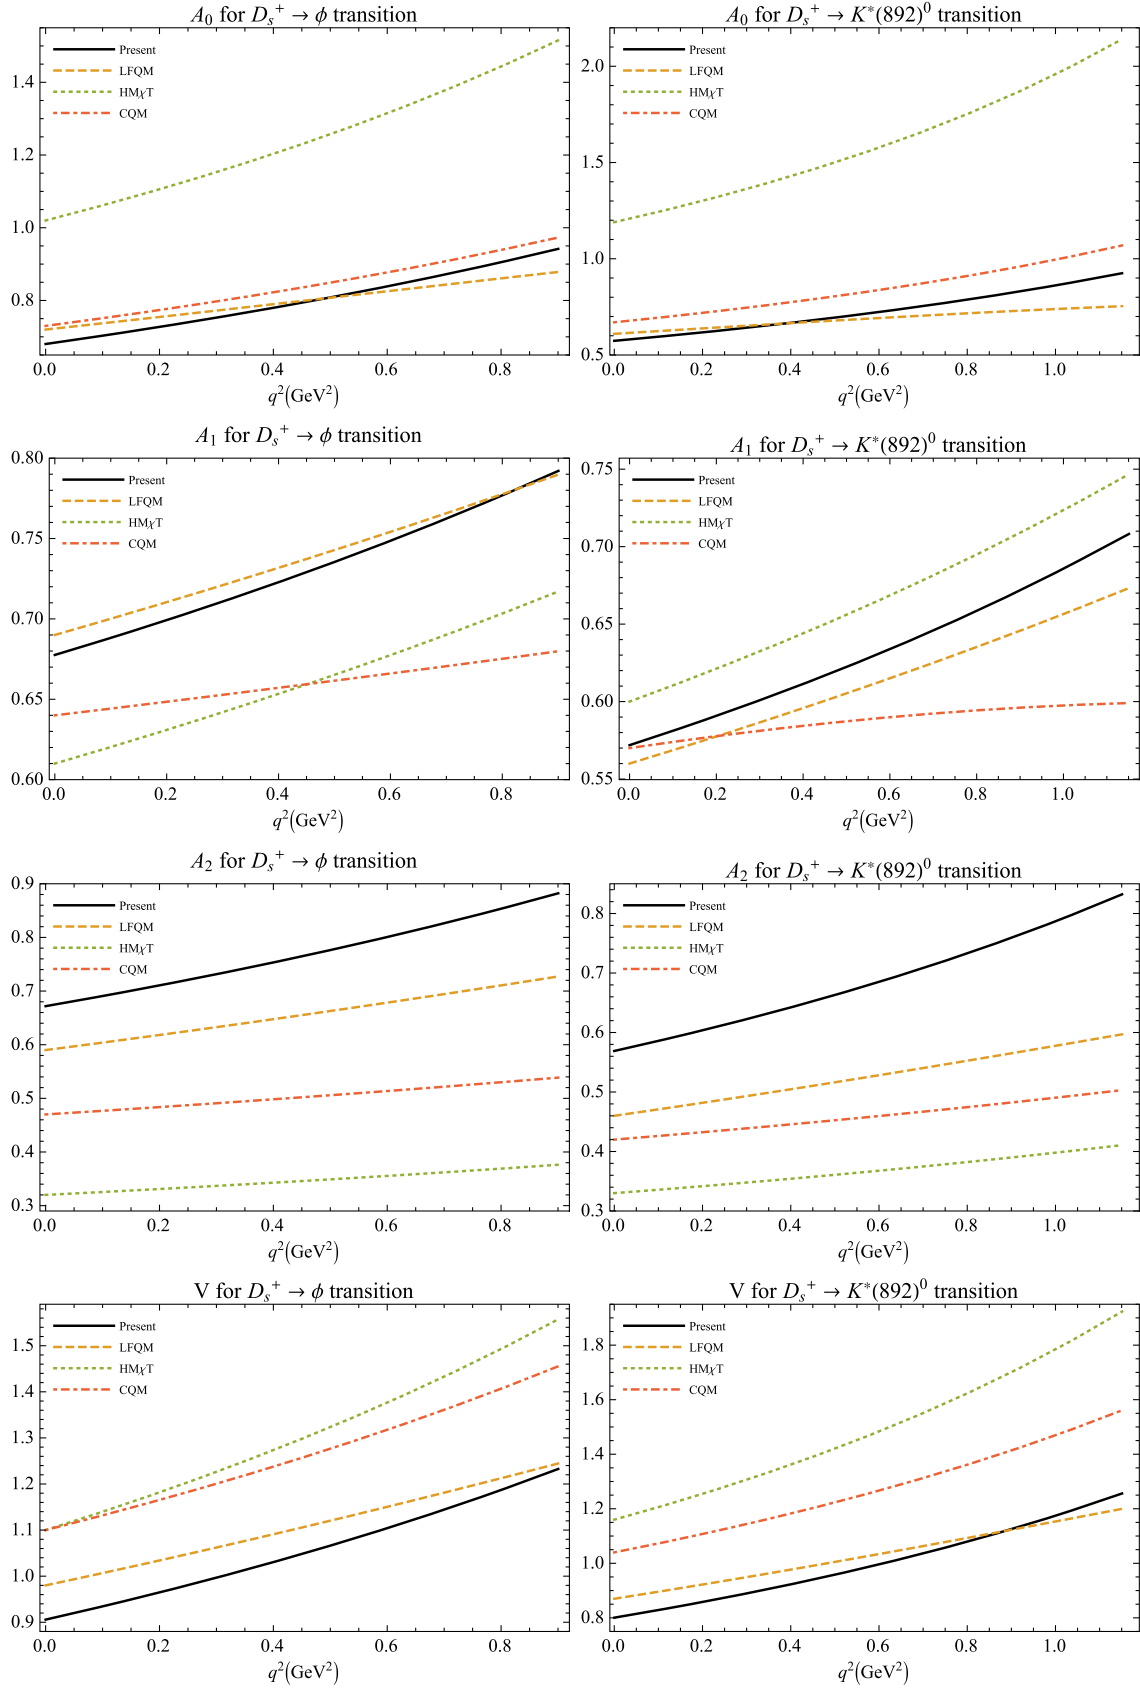 A₀ for Dₛ⁺ → ϕ transition
Present
LFQM
HMχT
CQM
1.4
1.2
1.0
0.8
0.0 0.2 0.4 0.6 0.8
q²(GeV²)
A₀ for Dₛ⁺ → K*(892)⁰ transition
Present
LFQM
HMχT
CQM
2.0
1.5
1.0
0.5
0.0 0.2 0.4 0.6 0.8 1.0
q²(GeV²)
A₁ for Dₛ⁺ → ϕ transition
0.80
Present
LFQM
HMχT
CQM
0.75
0.70
0.65
0.60
0.0 0.2 0.4 0.6 0.8
q²(GeV²)
A₁ for Dₛ⁺ → K*(892)⁰ transition
0.75
Present
LFQM
HMχT
CQM
0.70
0.65
0.60
0.55
0.0 0.2 0.4 0.6 0.8 1.0
q²(GeV²)
A₂ for Dₛ⁺ → ϕ transition
0.9
Present
LFQM
HMχT
CQM
0.8
0.7
0.6
0.5
0.4
0.3
0.0 0.2 0.4 0.6 0.8
q²(GeV²)
A₂ for Dₛ⁺ → K*(892)⁰ transition
Present
LFQM
HMχT
CQM
0.8
0.7
0.6
0.5
0.4
0.3
0.0 0.2 0.4 0.6 0.8 1.0
q²(GeV²)
V for Dₛ⁺ → ϕ transition
Present
LFQM
HMχT
CQM
1.5
1.4
1.3
1.2
1.1
1.0
0.9
0.0 0.2 0.4 0.6 0.8
q²(GeV²)
V for Dₛ⁺ → K*(892)⁰ transition
Present
LFQM
HMχT
CQM
1.8
1.6
1.4
1.2
1.0
0.8
0.0 0.2 0.4 0.6 0.8 1.0
q²(GeV²)